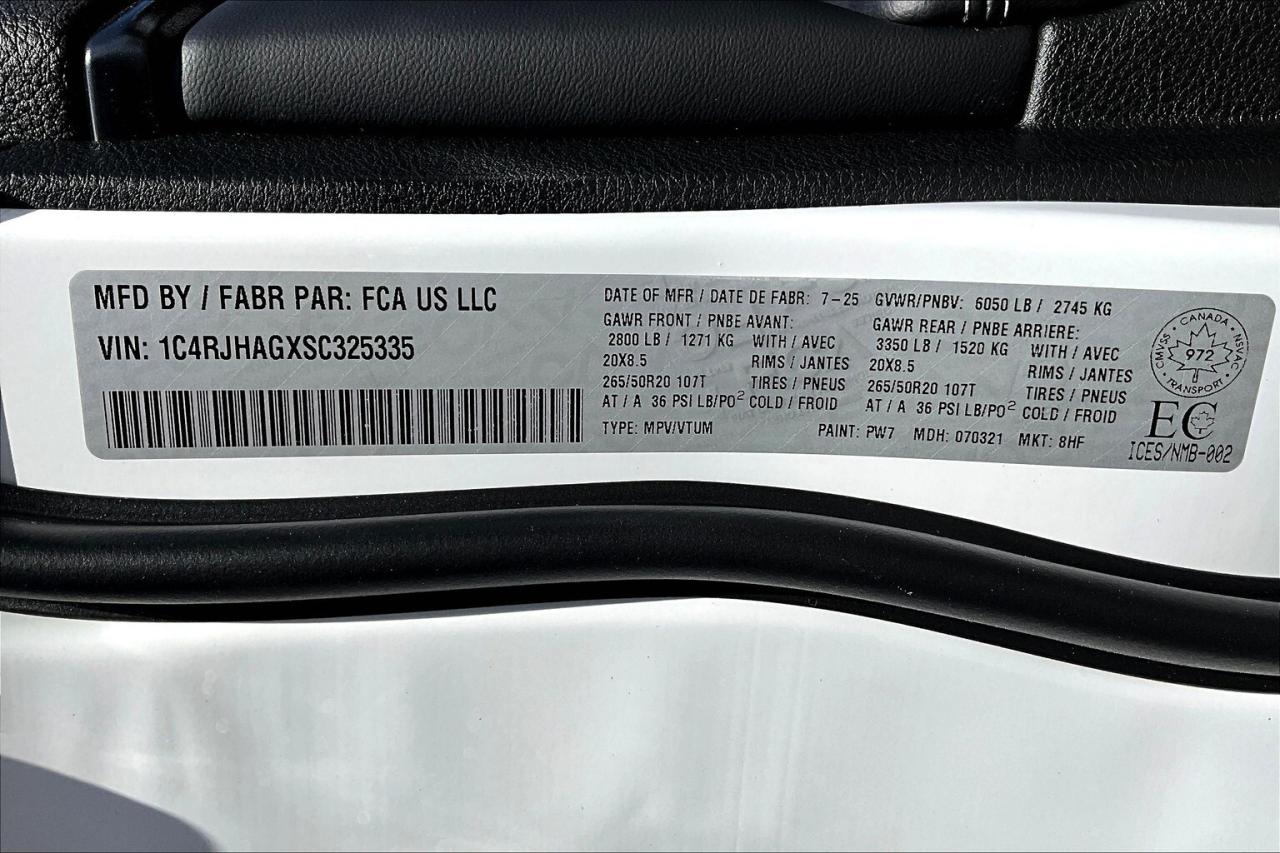 MFD BY / FABR PAR: FCA US LLC
VIN: 1C4RJHAGXSC325335
DATE OF MFR / DATE DE FABR: 7-25 GVWR/PNBV: 6050 LB / 2745 KG
GAWR FRONT / PNBE AVANT:
2800 LB / 1271 KG WITH / AVEC
20X8.5 RIMS / JANTES
265/50R20 107T TIRES / PNEUS
AT / A 36 PSI LB/PO² COLD / FROID
GAWR REAR / PNBE ARRIERE:
3350 LB / 1520 KG WITH / AVEC
20X8.5 RIMS / JANTES
265/50R20 107T TIRES / PNEUS
AT / A 36 PSI LB/PO² COLD / FROID
TYPE: MPV/VTUM PAINT: PW7 MDH: 070321 MKT: 8HF
CMVSS · CANADA · NSVAC
972
TRANSPORT
EC
ICES/NMB-002